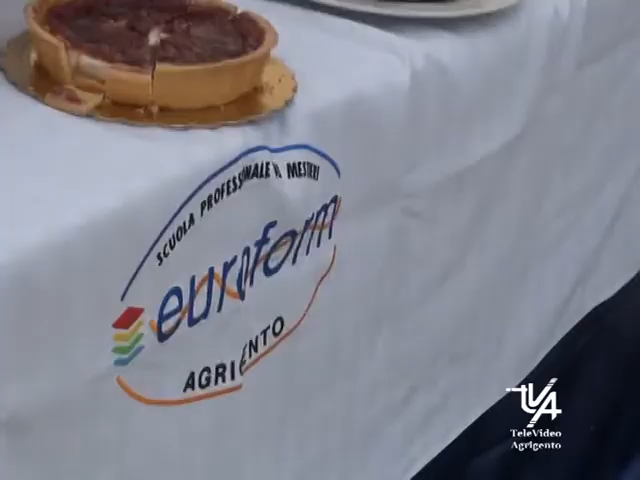 SCUOLA PROFESSIONALE DI MESTIERI
euroform
AGRIGENTO
TVA
TeleVideo
Agrigento